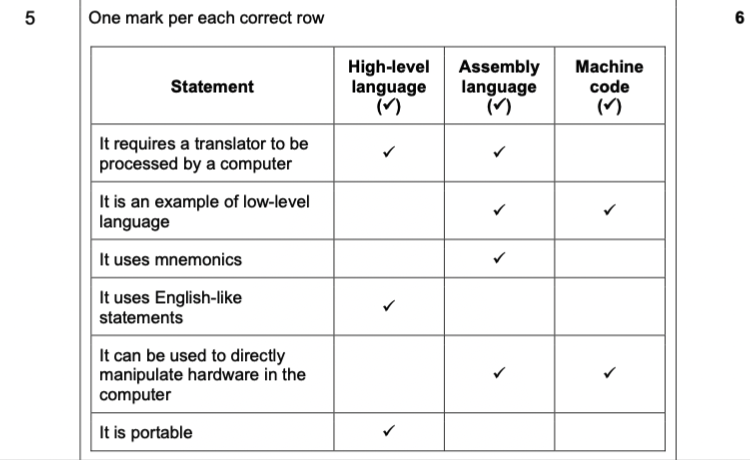 5 One mark per each correct row 6
Statement High-level language (✓) Assembly language (✓) Machine code (✓)
It requires a translator to be
processed by a computer ✓ ✓
It is an example of low-level
language ✓ ✓
It uses mnemonics ✓
It uses English-like
statements ✓
It can be used to directly
manipulate hardware in the
computer ✓ ✓
It is portable ✓